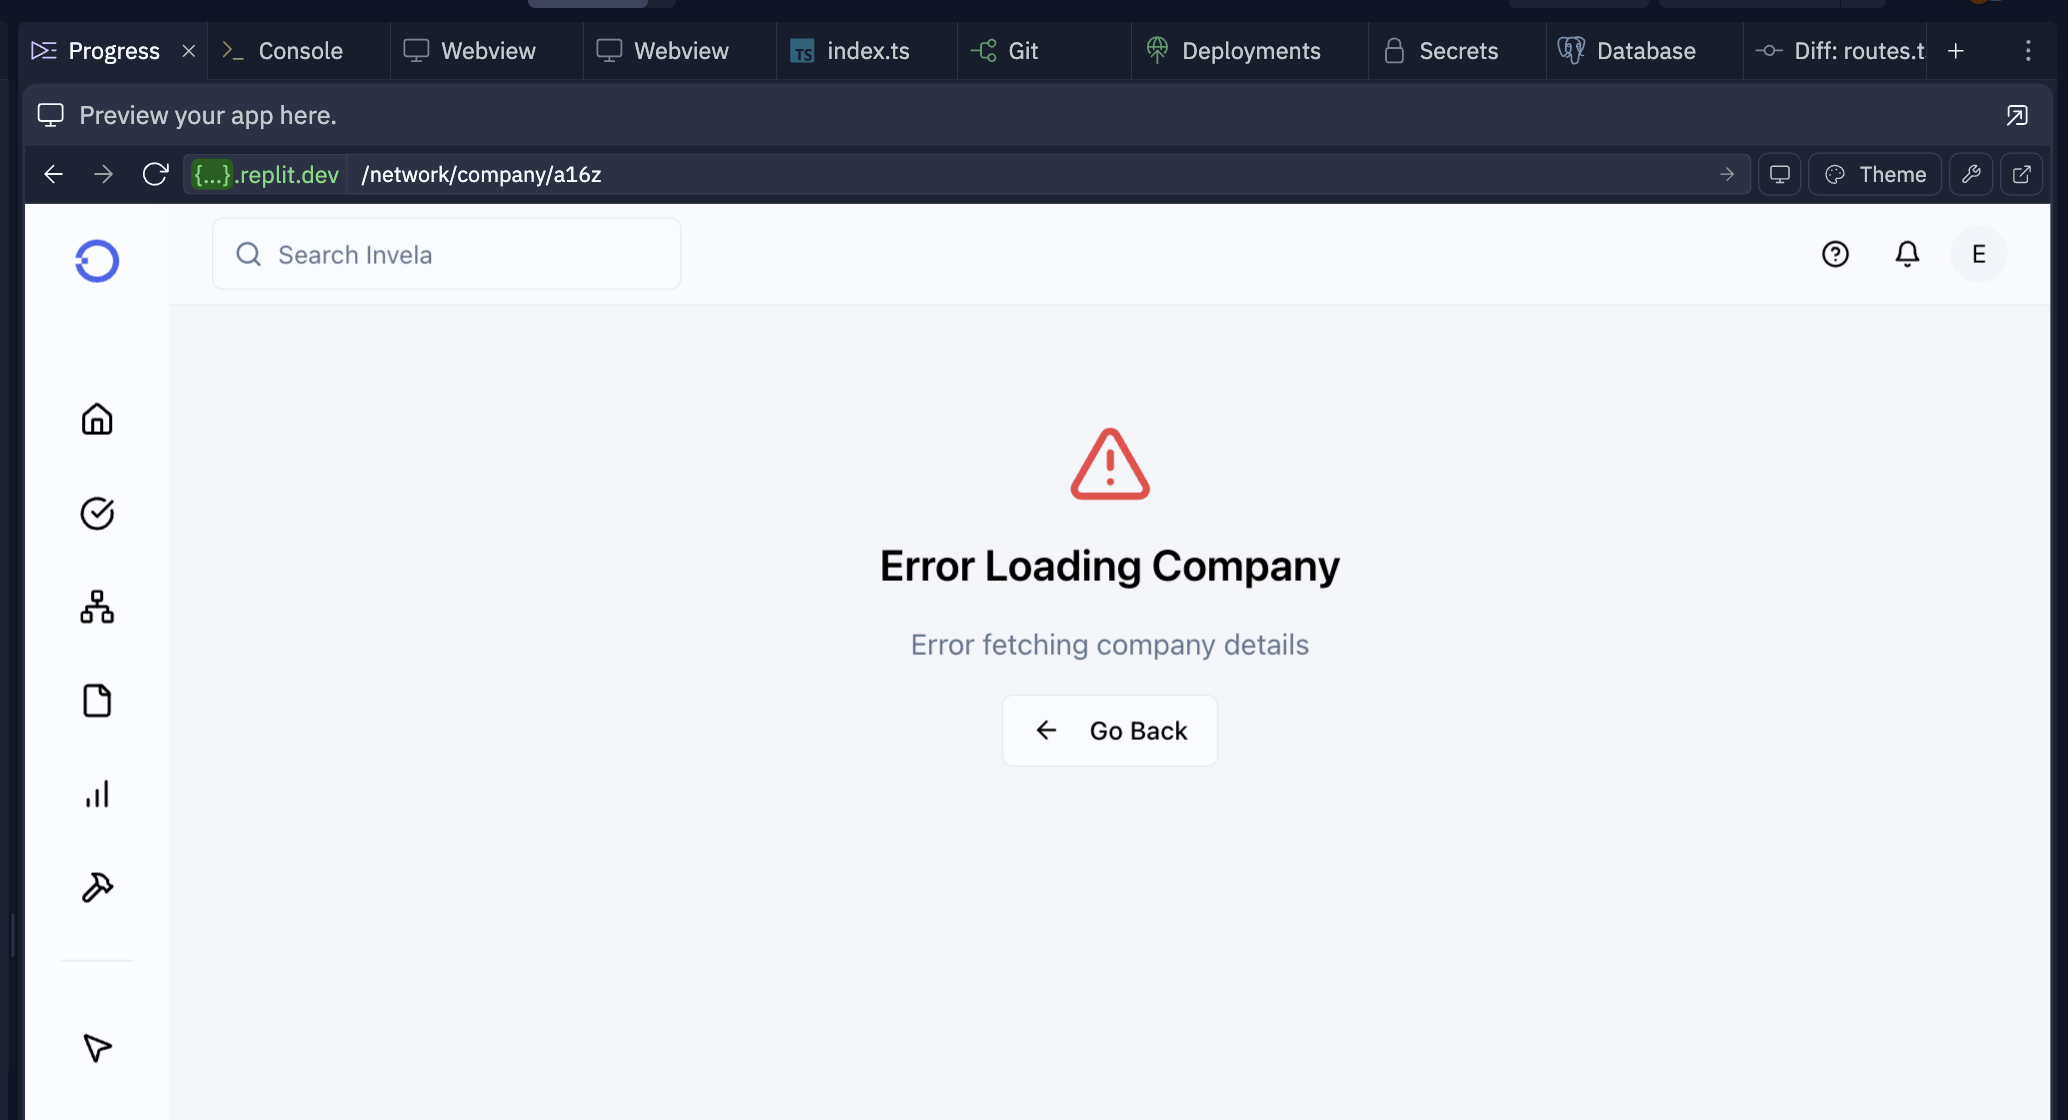 Progress Console Webview Webview index.ts Git Deployments Secrets Database Diff: routes.t
Preview your app here.
{...}.replit.dev /network/company/a16z Theme
Search Invela E
Error Loading Company
Error fetching company details
Go Back